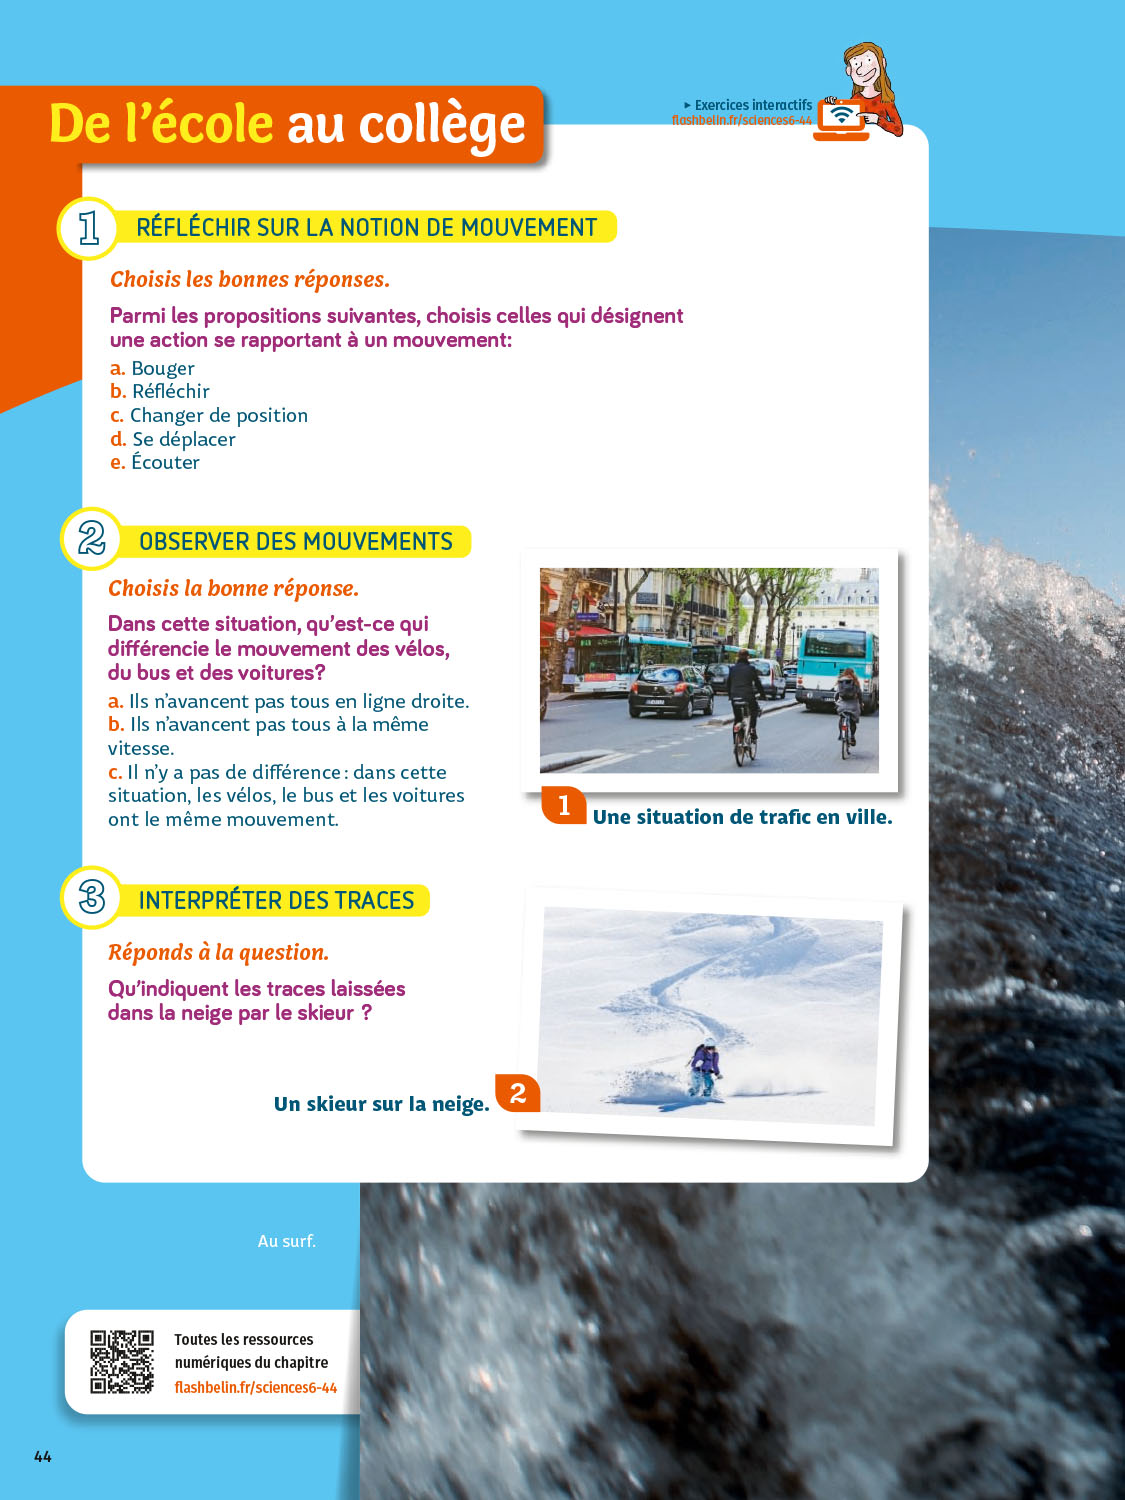 De l'école au collège
▸ Exercices interactifs
flashbelin.fr/sciences6-44
1 RÉFLÉCHIR SUR LA NOTION DE MOUVEMENT
Choisis les bonnes réponses.
Parmi les propositions suivantes, choisis celles qui désignent
une action se rapportant à un mouvement:
a. Bouger
b. Réfléchir
c. Changer de position
d. Se déplacer
e. Écouter
2 OBSERVER DES MOUVEMENTS
Choisis la bonne réponse.
Dans cette situation, qu'est-ce qui
différencie le mouvement des vélos,
du bus et des voitures?
a. Ils n'avancent pas tous en ligne droite.
b. Ils n'avancent pas tous à la même
vitesse.
c. Il n'y a pas de différence : dans cette
situation, les vélos, le bus et les voitures
ont le même mouvement.
1 Une situation de trafic en ville.
3 INTERPRÉTER DES TRACES
Réponds à la question.
Qu'indiquent les traces laissées
dans la neige par le skieur ?
Un skieur sur la neige. 2
Au surf.
Toutes les ressources
numériques du chapitre
flashbelin.fr/sciences6-44
44